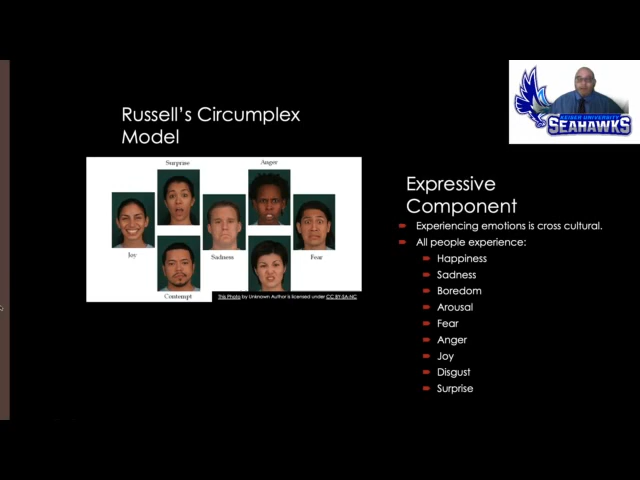 Russell's Circumplex
Model
Surprise
Anger
Joy
Sadness
Fear
Contempt
This Photo by Unknown Author is licensed under CC BY-SA-NC
KEISER UNIVERSITY
SEAHAWKS
Expressive
Component
Experiencing emotions is cross cultural.
All people experience:
Happiness
Sadness
Boredom
Arousal
Fear
Anger
Joy
Disgust
Surprise